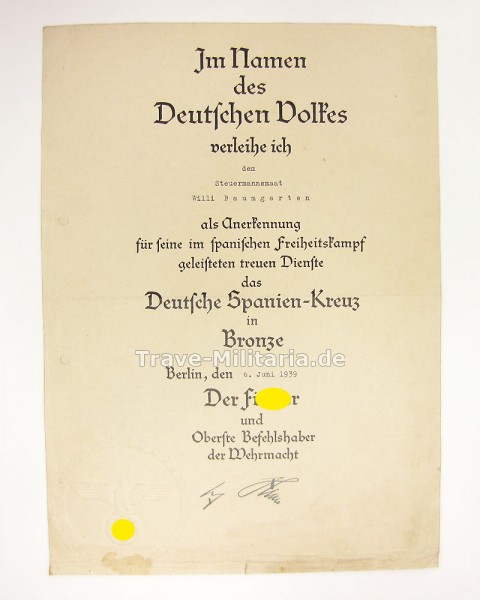 Im Namen
des
Deutschen Volkes
verleihe ich
den
Steuermannsmaat
Willi Baumgarten
als Anerkennung
für seine im spanischen Freiheitskampf
geleisteten treuen Dienste
das
Deutsche Spanien-Kreuz
in
Bronze
Trave-Militaria.de
Berlin, den 6. Juni 1939
Der
und
Oberste Befehlshaber
der Wehrmacht